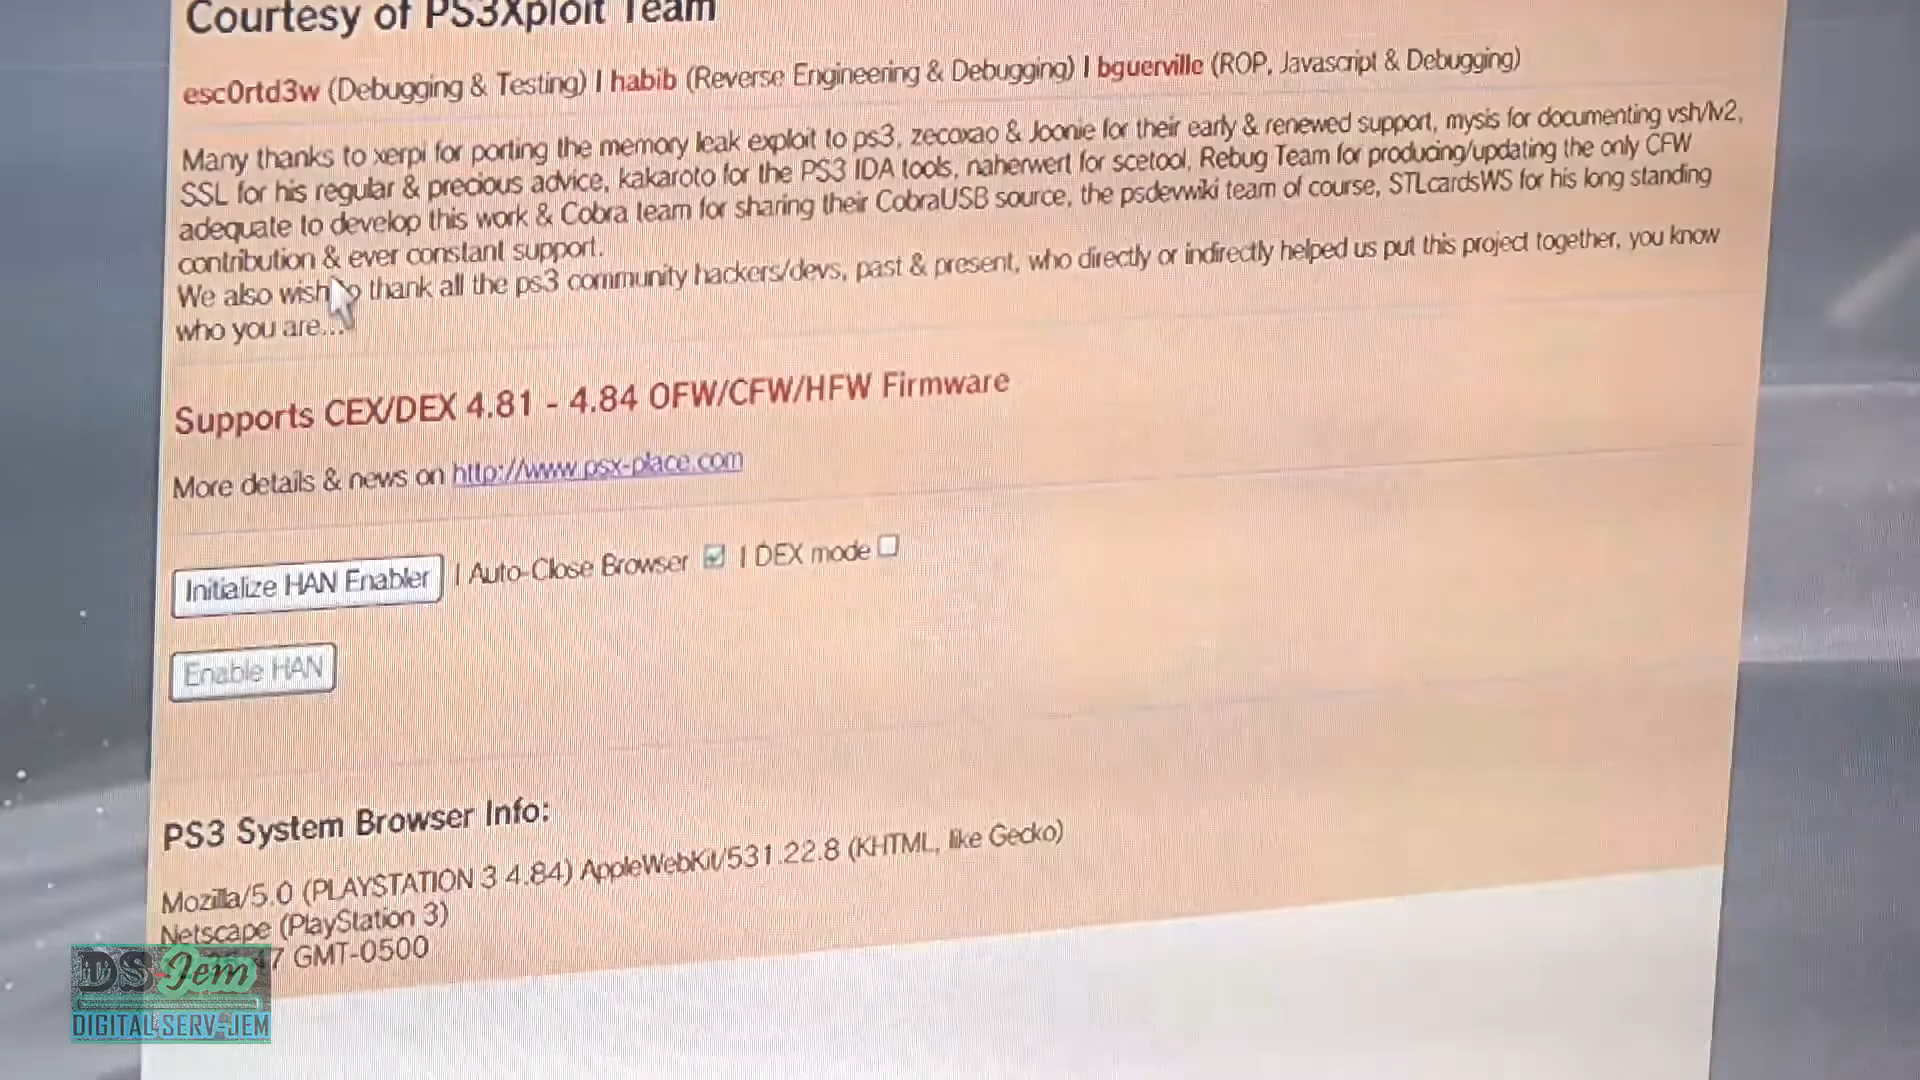 Courtesy of PS3Xploit Team
esc0rtd3w (Debugging & Testing) | habib (Reverse Engineering & Debugging) | bguerville (ROP, Javascript & Debugging)
Many thanks to xerpi for porting the memory leak exploit to ps3, zecoxao & Joonie for their early & renewed support, mysis for documenting vsh/lv2,
SSL for his regular & precious advice, kakaroto for the PS3 IDA tools, naherwert for scetool, Rebug Team for producing/updating the only CFW
adequate to develop this work & Cobra team for sharing their CobraUSB source, the psdevwiki team of course, STLcardsWS for his long standing
contribution & ever constant support.
We also wish to thank all the ps3 community hackers/devs, past & present, who directly or indirectly helped us put this project together, you know
who you are...
Supports CEX/DEX 4.81 - 4.84 OFW/CFW/HFW Firmware
More details & news on http://www.psx-place.com
Initialize HAN Enabler | Auto-Close Browser | DEX mode
Enable HAN
PS3 System Browser Info:
Mozilla/5.0 (PLAYSTATION 3 4.84) AppleWebKit/531.22.8 (KHTML, like Gecko)
Netscape (PlayStation 3)
47 GMT-0500
DS-Jem
DIGITAL-SERV-JEM